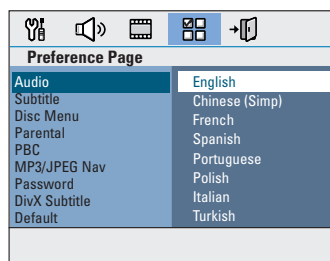 Preference Page
Audio
Subtitle
Disc Menu
Parental
PBC
MP3/JPEG Nav
Password
DivX Subtitle
Default
English
Chinese (Simp)
French
Spanish
Portuguese
Polish
Italian
Turkish